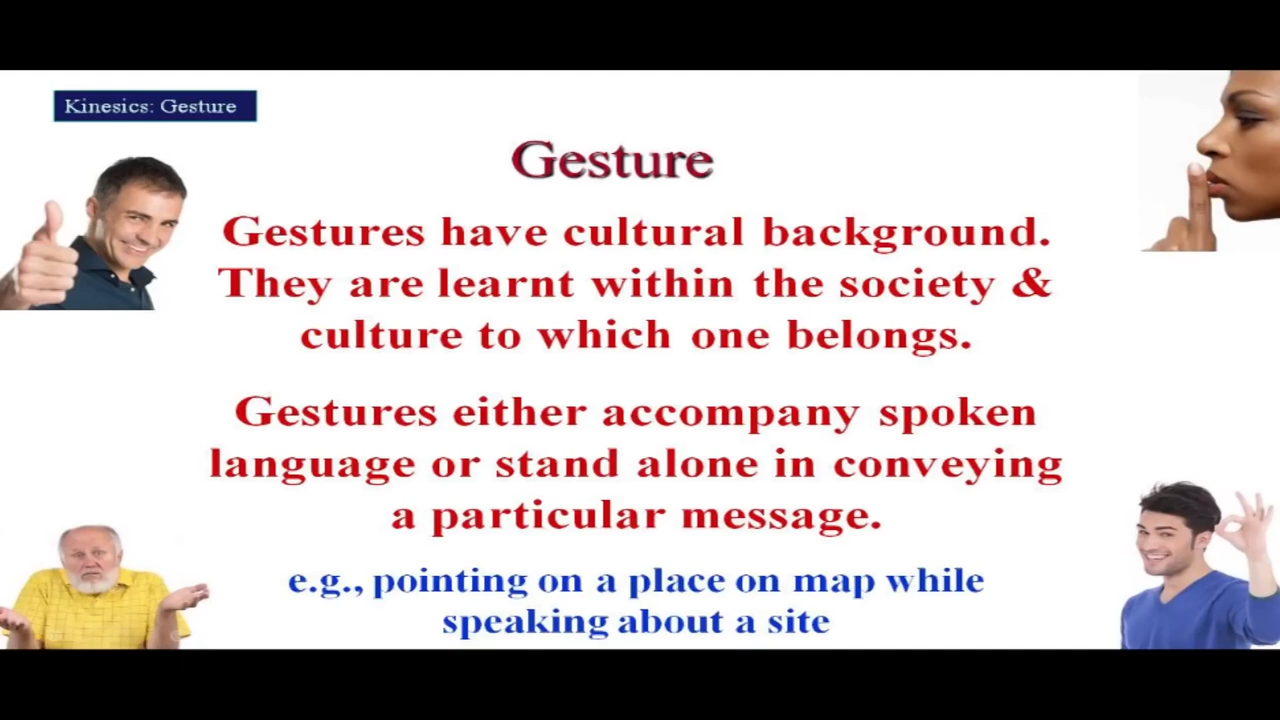 Kinesics: Gesture
Gesture
Gestures have cultural background.
They are learnt within the society &
culture to which one belongs.
Gestures either accompany spoken
language or stand alone in conveying
a particular message.
e.g., pointing on a place on map while
speaking about a site